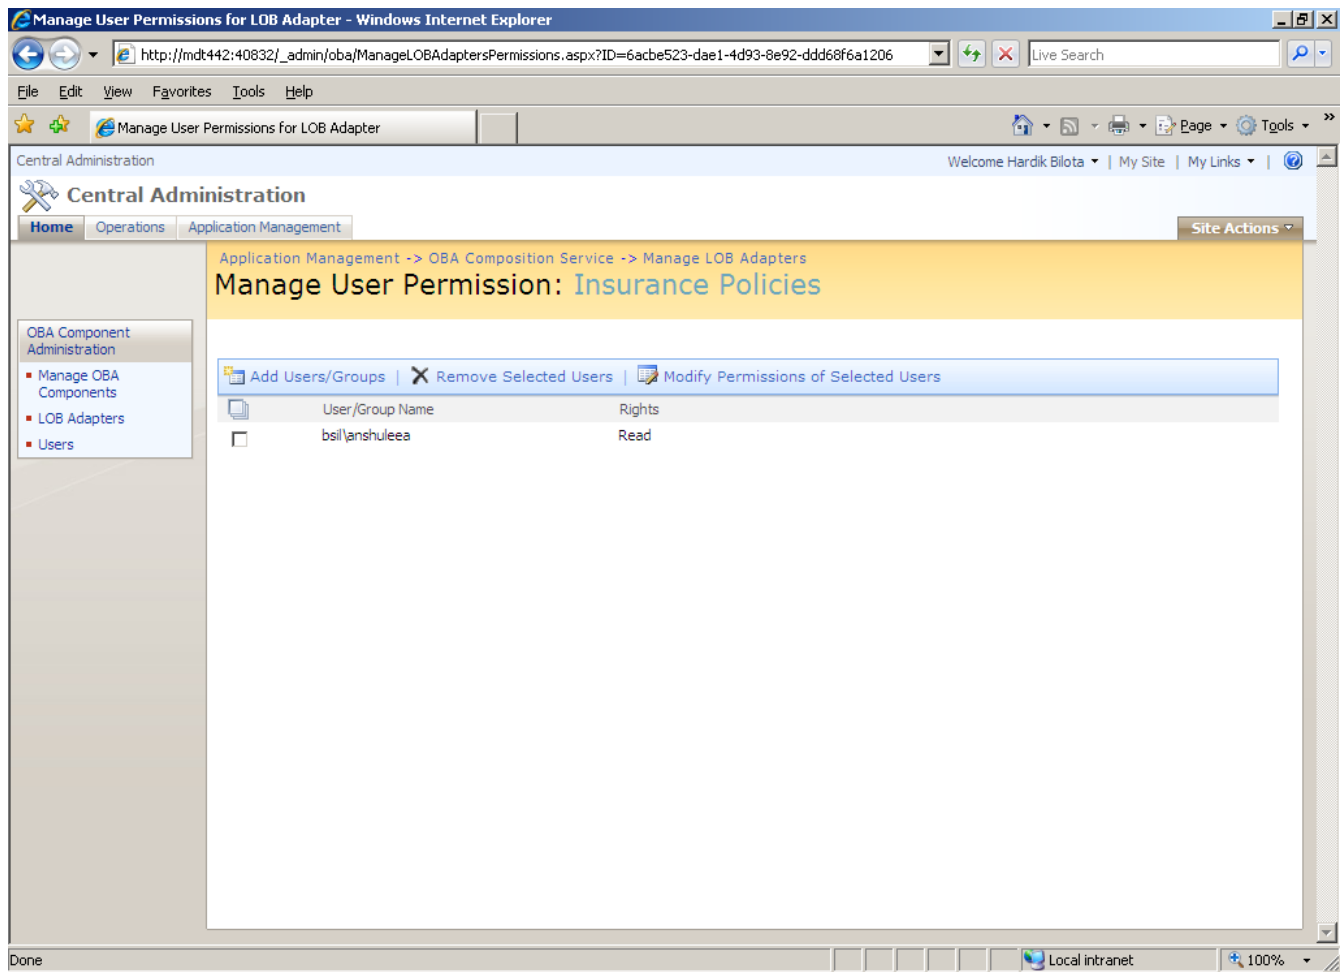 Manage User Permissions for LOB Adapter - Windows Internet Explorer
http://mdt442:40832/_admin/oba/ManageLOBAdaptersPermissions.aspx?ID=6acbe523-dae1-4d93-8e92-ddd68f6a1206
Live Search
File Edit View Favorites Tools Help
Manage User Permissions for LOB Adapter
Page Tools »
Central Administration
Welcome Hardik Bilota | My Site | My Links |
Central Administration
Home Operations Application Management
Site Actions
Application Management -> OBA Composition Service -> Manage LOB Adapters
Manage User Permission: Insurance Policies
OBA Component
Administration
Manage OBA
Components
LOB Adapters
Users
Add Users/Groups | Remove Selected Users | Modify Permissions of Selected Users
User/Group Name Rights
bsil\anshuleea Read
Done
Local intranet
100%